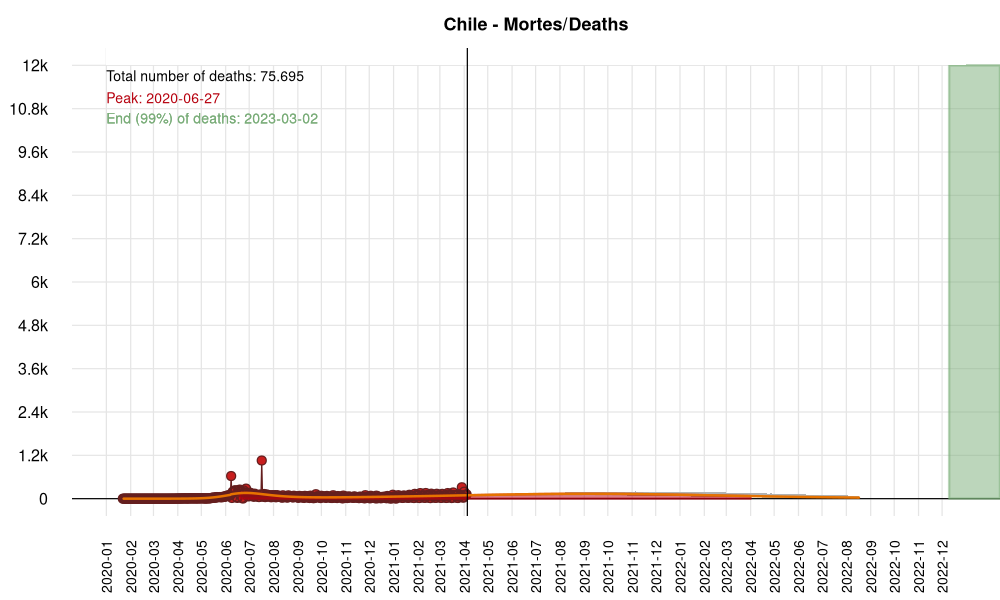 Chile - Mortes/Deaths
Total number of deaths: 75.695
Peak: 2020-06-27
End (99%) of deaths: 2023-03-02
12k
10.8k
9.6k
8.4k
7.2k
6k
4.8k
3.6k
2.4k
1.2k
0
2020-01
2020-02
2020-03
2020-04
2020-05
2020-06
2020-07
2020-08
2020-09
2020-10
2020-11
2020-12
2021-01
2021-02
2021-03
2021-04
2021-05
2021-06
2021-07
2021-08
2021-09
2021-10
2021-11
2021-12
2022-01
2022-02
2022-03
2022-04
2022-05
2022-06
2022-07
2022-08
2022-09
2022-10
2022-11
2022-12